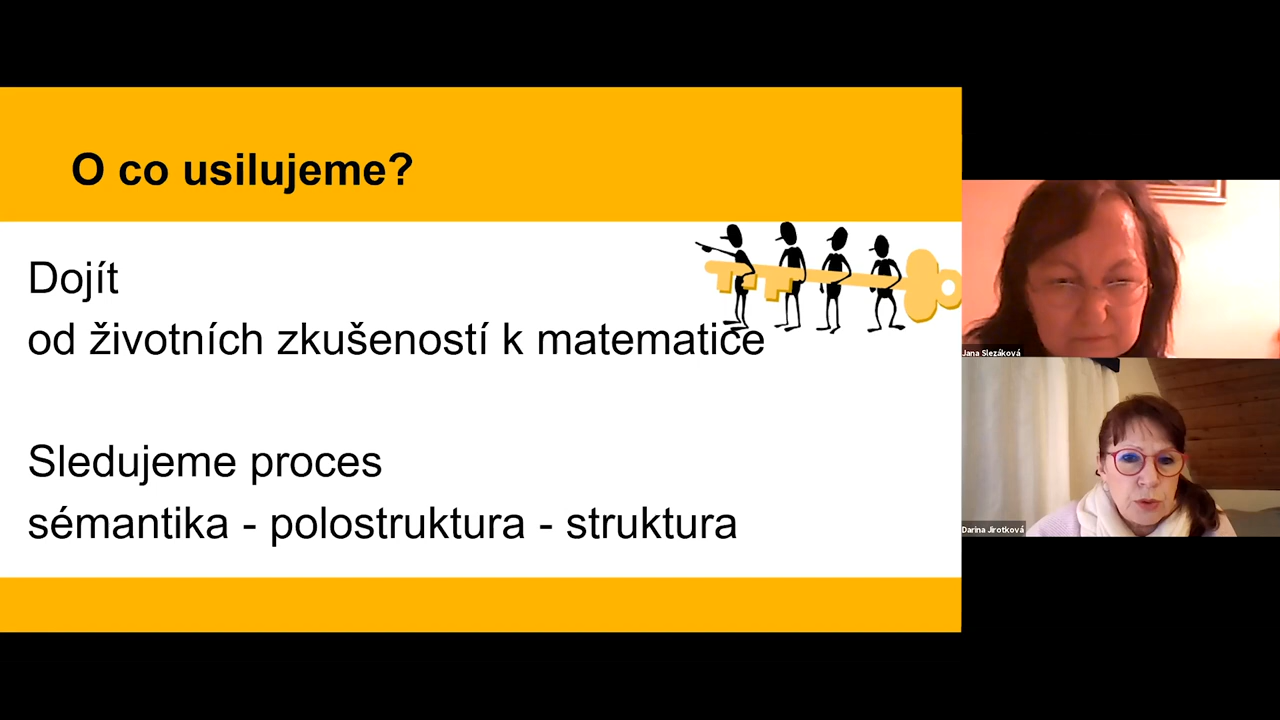 O co usilujeme?
Dojít
od životních zkušeností k matematice
Sledujeme proces
sémantika - polostruktura - struktura
Jana Slezáková
Darina Jirotková